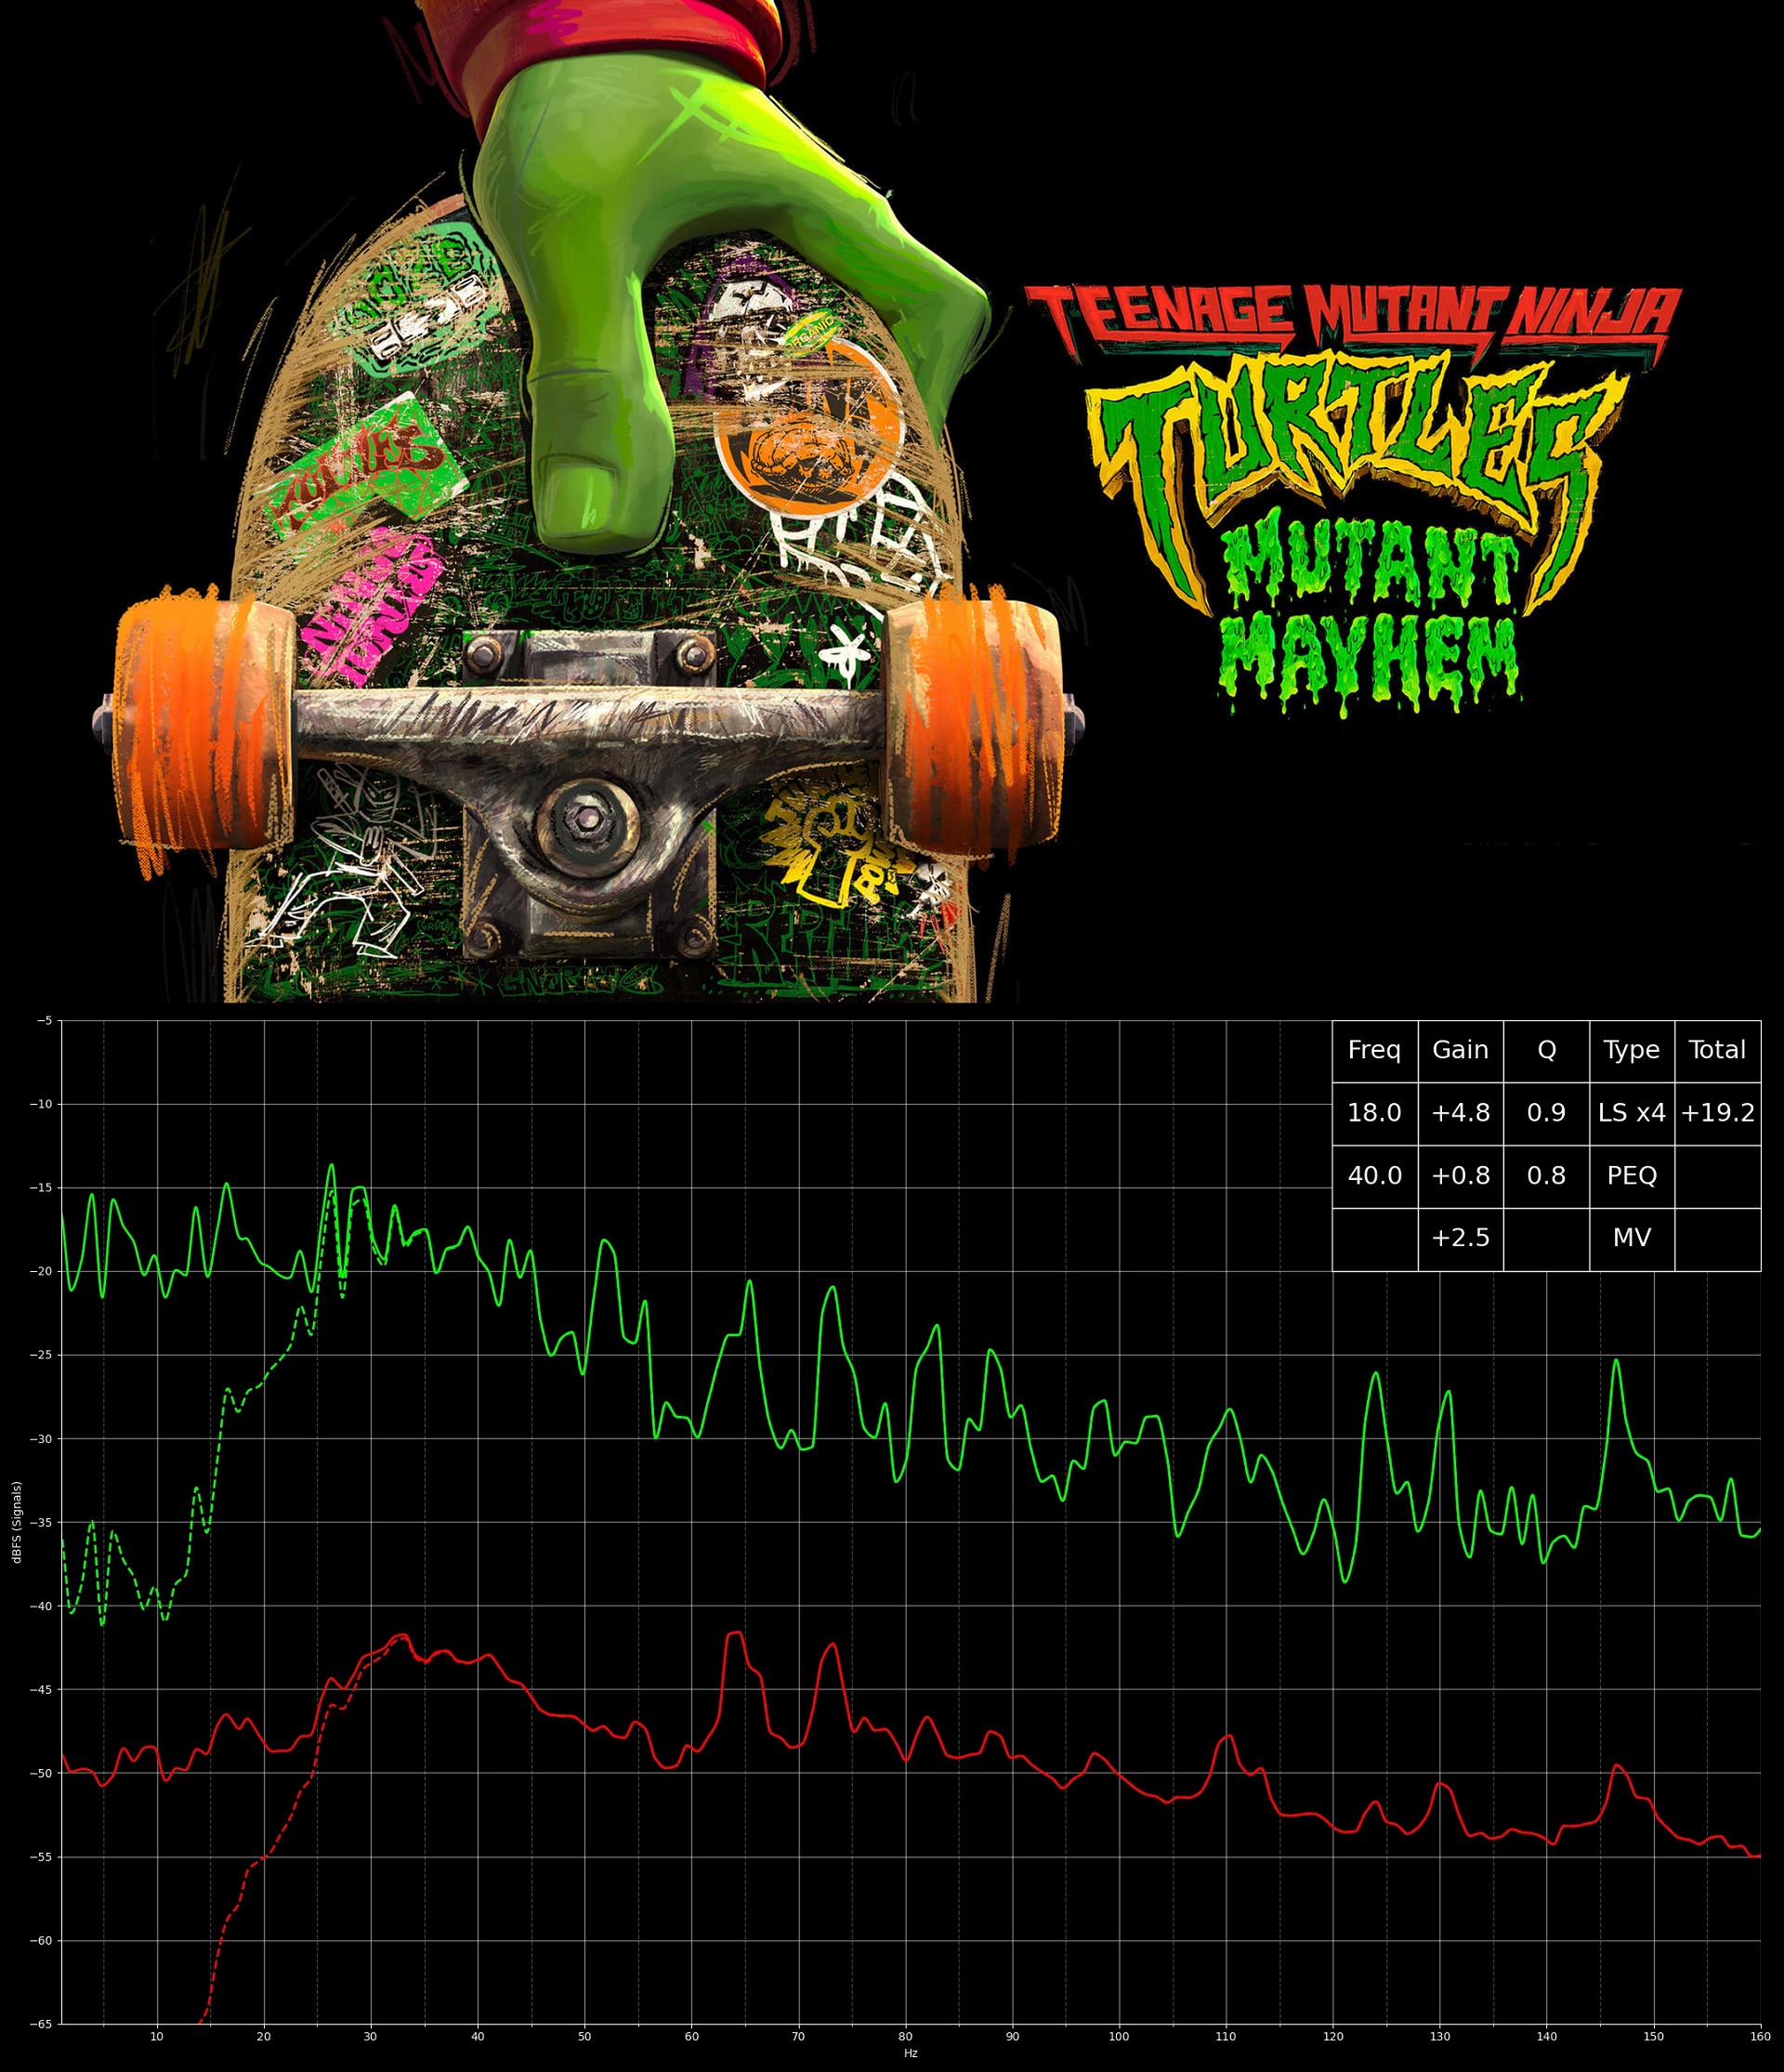 TEENAGE MUTANT NINJA
TURTLES
MUTANT
MAYHEM
ORGANIC
Freq Gain Q Type Total
18.0 +4.8 0.9 LS x4 +19.2
40.0 +0.8 0.8 PEQ
+2.5 MV
dBFS (Signals)
−5
−10
−15
−20
−25
−30
−35
−40
−45
−50
−55
−60
−65
10 20 30 40 50 60 70 80 90 100 110 120 130 140 150 160
Hz